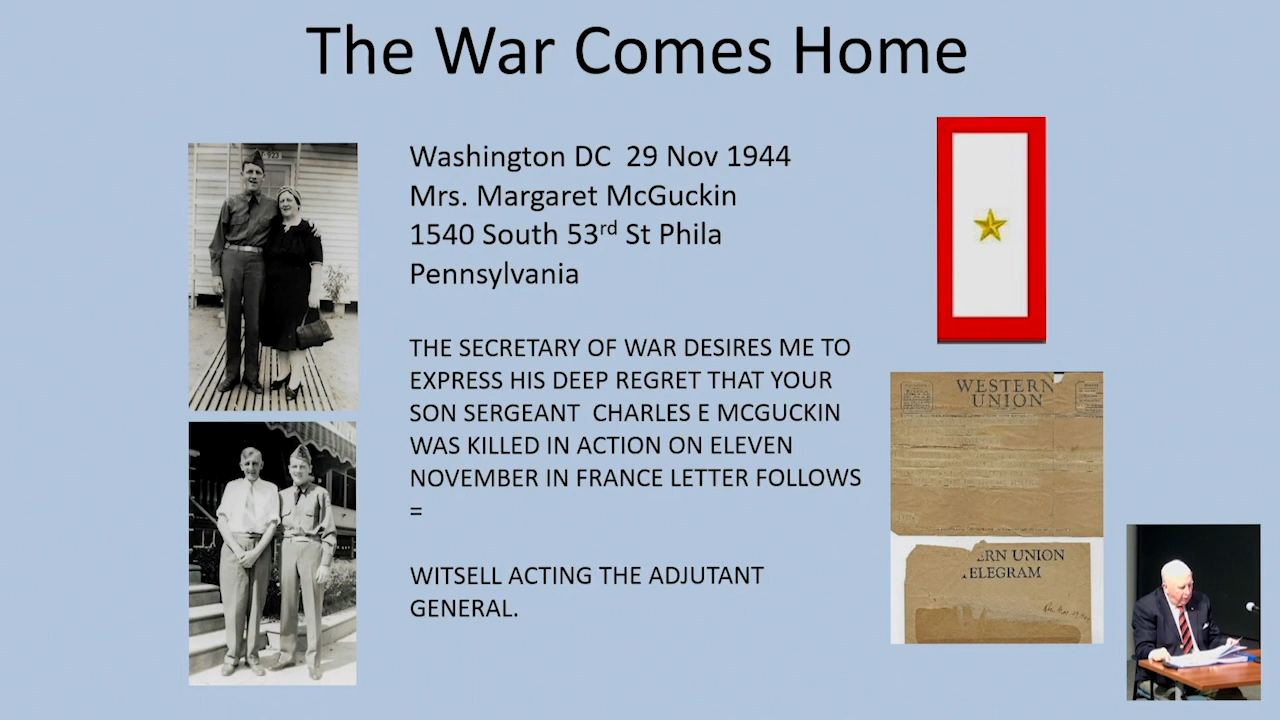 The War Comes Home
923
Washington DC 29 Nov 1944
Mrs. Margaret McGuckin
1540 South 53rd St Phila
Pennsylvania
THE SECRETARY OF WAR DESIRES ME TO
EXPRESS HIS DEEP REGRET THAT YOUR
SON SERGEANT CHARLES E MCGUCKIN
WAS KILLED IN ACTION ON ELEVEN
NOVEMBER IN FRANCE LETTER FOLLOWS
=
WITSELL ACTING THE ADJUTANT
GENERAL.
WESTERN
UNION
ERN UNION
ELEGRAM